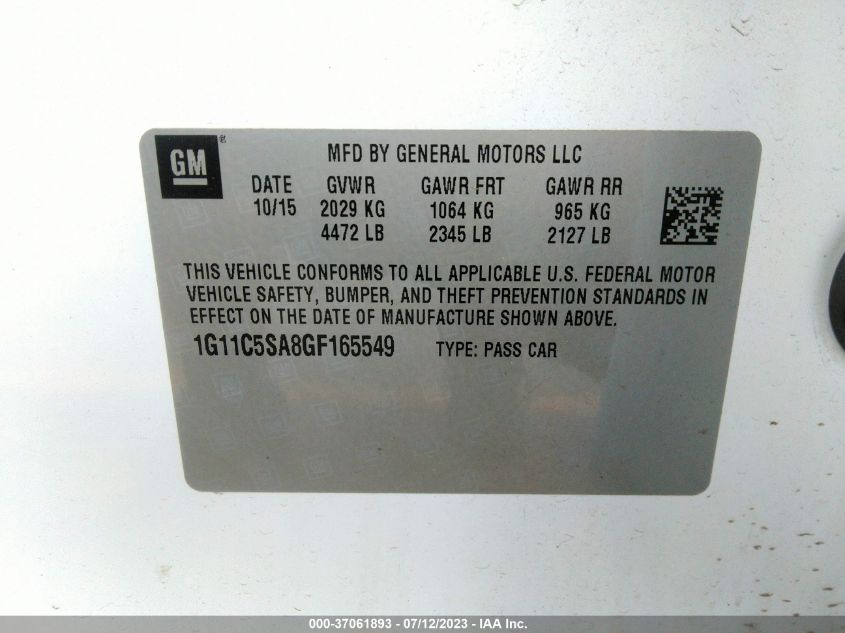 GM®
MFD BY GENERAL MOTORS LLC
DATE GVWR GAWR FRT GAWR RR
10/15 2029 KG 1064 KG 965 KG
4472 LB 2345 LB 2127 LB
THIS VEHICLE CONFORMS TO ALL APPLICABLE U.S. FEDERAL MOTOR
VEHICLE SAFETY, BUMPER, AND THEFT PREVENTION STANDARDS IN
EFFECT ON THE DATE OF MANUFACTURE SHOWN ABOVE.
1G11C5SA8GF165549 TYPE: PASS CAR
000-37061893 - 07/12/2023 - IAA Inc.